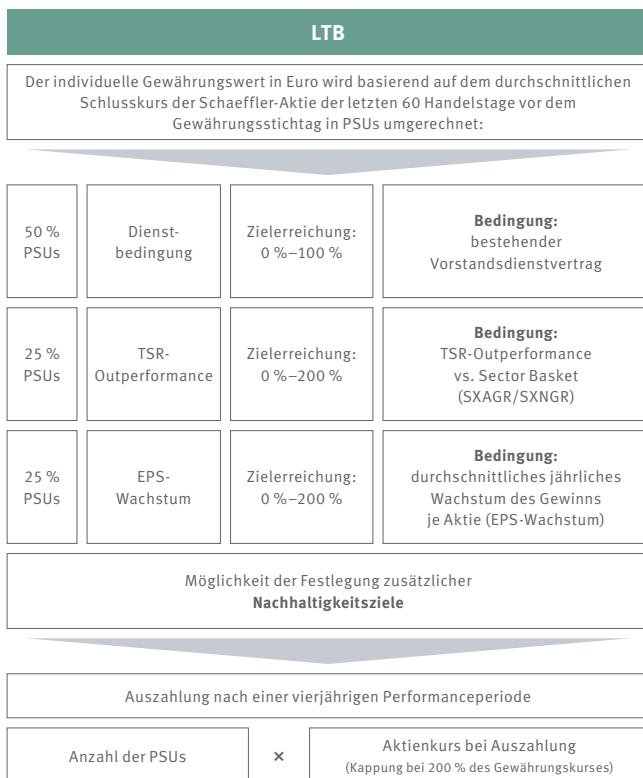 LTB
Der individuelle Gewährungswert in Euro wird basierend auf dem durchschnittlichen
Schlusskurs der Schaeffler-Aktie der letzten 60 Handelstage vor dem
Gewährungsstichtag in PSUs umgerechnet:
50 %
PSUs
Dienst-
bedingung
Zielerreichung:
0 %–100 %
Bedingung:
bestehender
Vorstandsdienstvertrag
25 %
PSUs
TSR-
Outperformance
Zielerreichung:
0 %–200 %
Bedingung:
TSR-Outperformance
vs. Sector Basket
(SXAGR/SXNGR)
25 %
PSUs
EPS-
Wachstum
Zielerreichung:
0 %–200 %
Bedingung:
durchschnittliches jährliches
Wachstum des Gewinns
je Aktie (EPS-Wachstum)
Möglichkeit der Festlegung zusätzlicher
Nachhaltigkeitsziele
Auszahlung nach einer vierjährigen Performanceperiode
Anzahl der PSUs
×
Aktienkurs bei Auszahlung
(Kappung bei 200 % des Gewährungskurses)